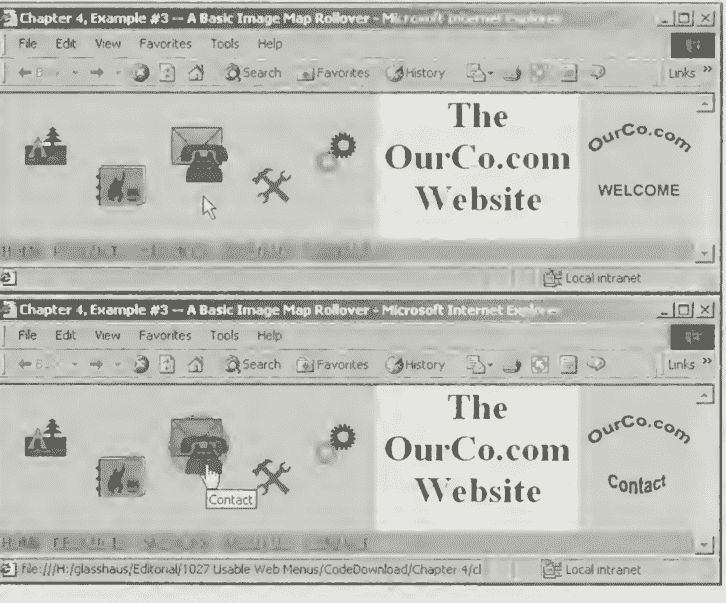 Chapter 4, Example #3 -- A Basic Image Map Rollover - Microsoft Internet Explorer
File Edit View Favorites Tools Help
Search Favorites History Links »
The
OurCo.com
Website
OurCo.com
WELCOME
Local intranet
Chapter 4, Example #3 -- A Basic Image Map Rollover - Microsoft Internet Explorer
File Edit View Favorites Tools Help
Search Favorites History Links »
The
OurCo.com
Website
OurCo.com
Contact
Contact
file:///H:/glasshaus/Editorial/1027 Usable Web Menus/CodeDownload/Chapter 4/cl Local intranet